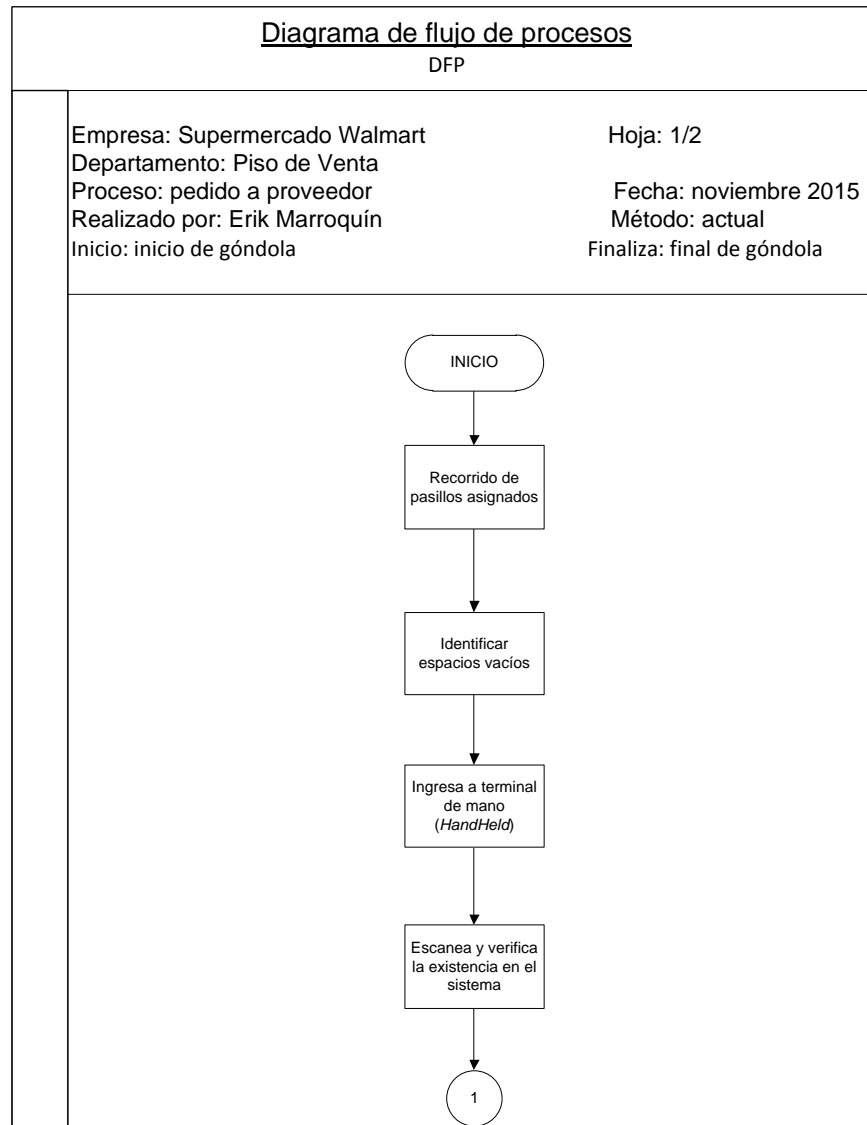 Diagrama de flujo de procesos
DFP
Empresa: Supermercado Walmart Hoja: 1/2
Departamento: Piso de Venta
Proceso: pedido a proveedor Fecha: noviembre 2015
Realizado por: Erik Marroquín Método: actual
Inicio: inicio de góndola Finaliza: final de góndola
INICIO
Recorrido de
pasillos asignados
Identificar
espacios vacíos
Ingresa a terminal
de mano
(HandHeld)
Escanea y verifica
la existencia en el
sistema
1